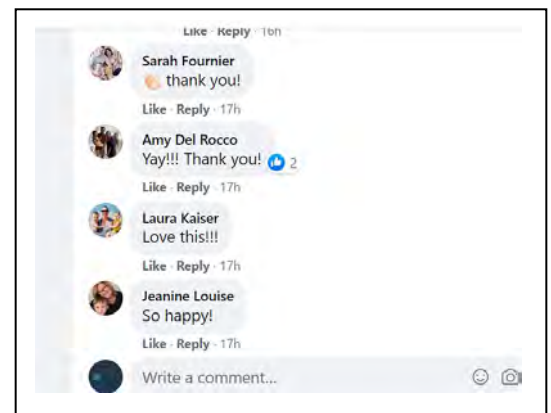 Like · Reply · 16h
Sarah Fournier
👏🏻 thank you!
Like · Reply · 17h
Amy Del Rocco
Yay!!! Thank you! 2
Like · Reply · 17h
Laura Kaiser
Love this!!!
Like · Reply · 17h
Jeanine Louise
So happy!
Like · Reply · 17h
Write a comment...